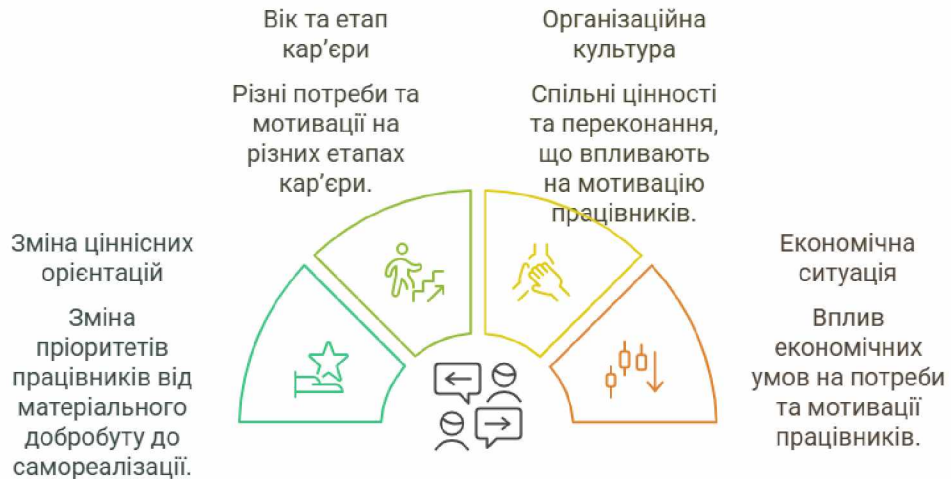 Вік та етап
кар’єри
Різні потреби та
мотивації на
різних етапах
кар’єри.
Організаційна
культура
Спільні цінності
та переконання,
що впливають
на мотивацію
працівників.
Зміна ціннісних
орієнтацій
Зміна
пріоритетів
працівників від
матеріального
добробуту до
самореалізації.
Економічна
ситуація
Вплив
економічних
умов на потреби
та мотивації
працівників.